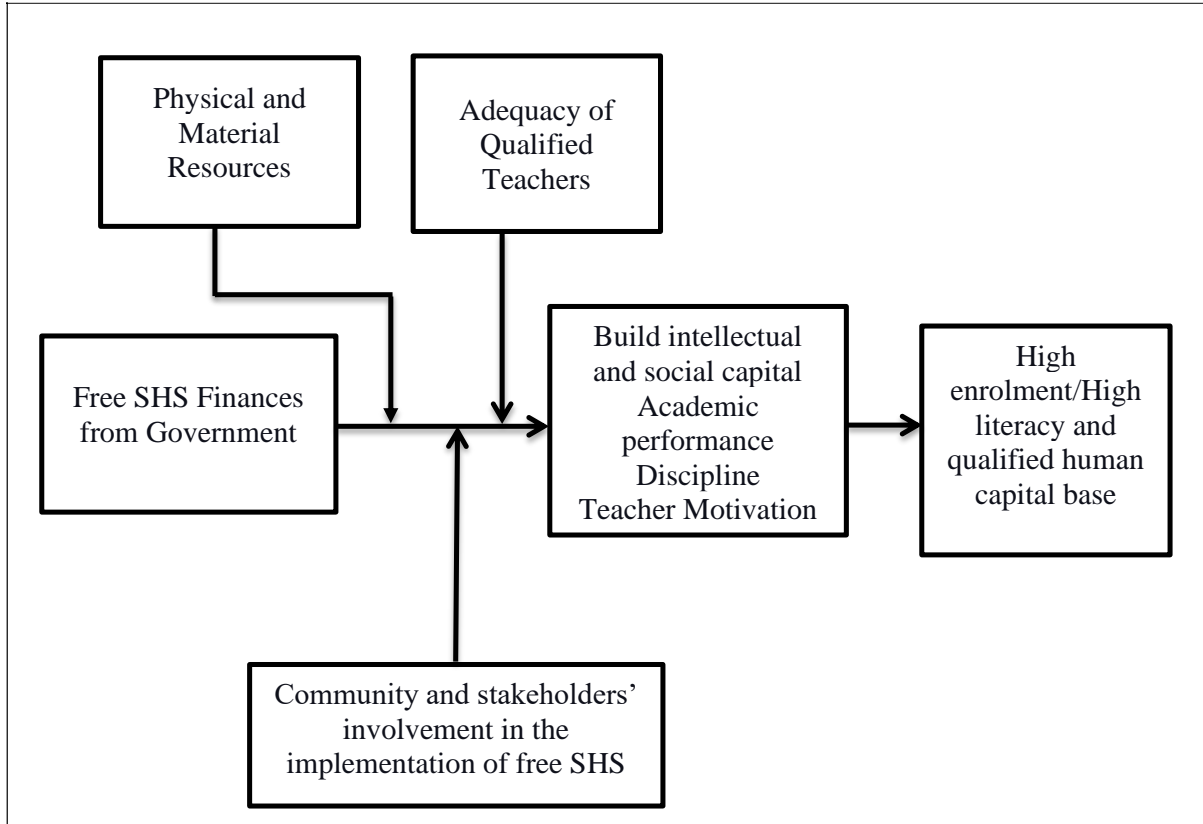 Physical and
Material
Resources
Adequacy of
Qualified
Teachers
Free SHS Finances
from Government
Build intellectual
and social capital
Academic
performance
Discipline
Teacher Motivation
High
enrolment/High
literacy and
qualified human
capital base
Community and stakeholders’
involvement in the
implementation of free SHS